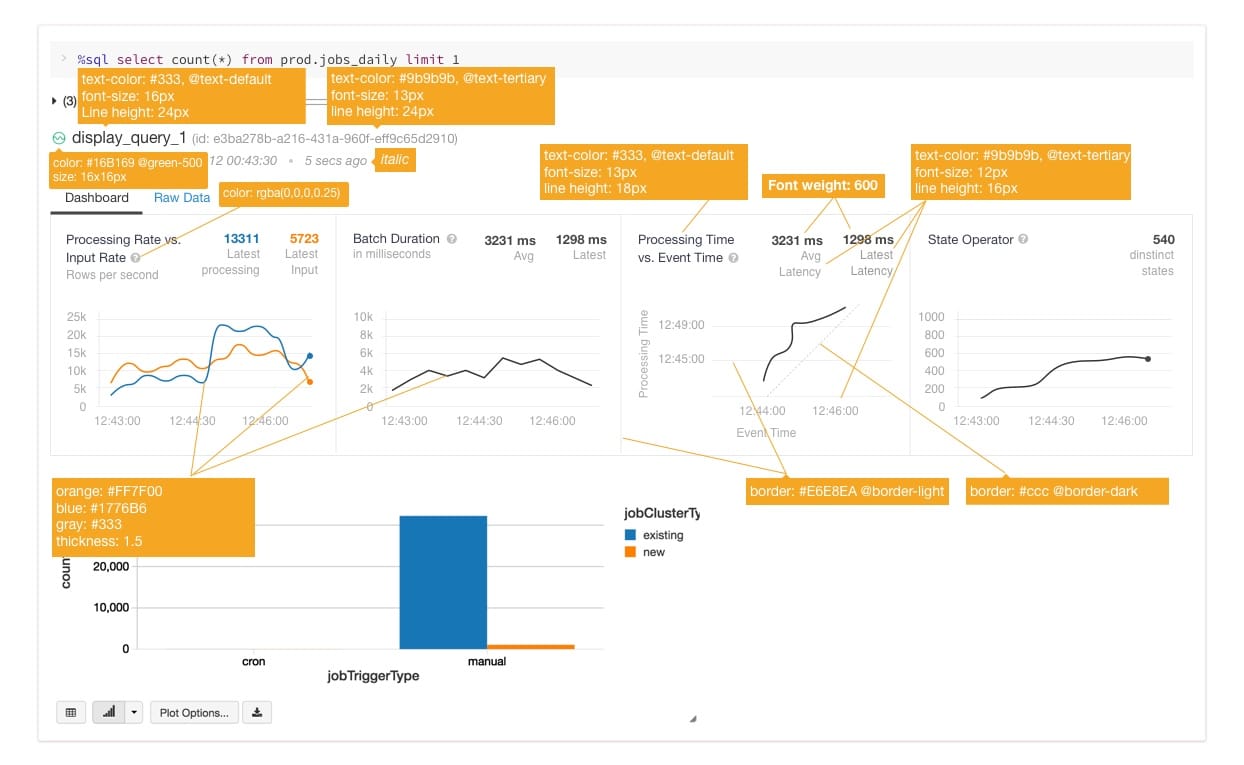 %sql select count(*) from prod.jobs_daily limit 1
text-color: #333, @text-default
font-size: 16px
Line height: 24px
text-color: #9b9b9b, @text-tertiary
font-size: 13px
line height: 24px
(3)
display_query_1 (id: e3ba278b-a216-431a-960f-eff9c65d2910)
color: #16B169 @green-500
size: 16x16px
12 00:43:30 • 5 secs ago
italic
text-color: #333, @text-default
font-size: 13px
line height: 18px
Font weight: 600
text-color: #9b9b9b, @text-tertiary
font-size: 12px
line height: 16px
Dashboard
Raw Data
color: rgba(0,0,0,0.25)
Processing Rate vs.
Input Rate ?
Rows per second
13311
Latest
processing
5723
Latest
Input
25k
20k
15k
10k
5k
0
12:43:00
12:44:30
12:46:00
Batch Duration ?
in milliseconds
3231 ms
Avg
1298 ms
Latest
10k
8k
6k
4k
2k
0
12:43:00
12:44:30
12:46:00
Processing Time
vs. Event Time ?
3231 ms
Avg
Latency
1298 ms
Latest
Latency
Processing Time
12:49:00
12:45:00
12:44:00
12:46:00
Event Time
State Operator ?
540
dinstinct
states
1000
800
600
400
200
0
12:43:00
12:44:30
12:46:00
orange: #FF7F00
blue: #1776B6
gray: #333
thickness: 1.5
border: #E6E8EA @border-light
border: #ccc @border-dark
jobClusterTy
existing
new
20,000
10,000
0
cron
manual
jobTriggerType
Plot Options...